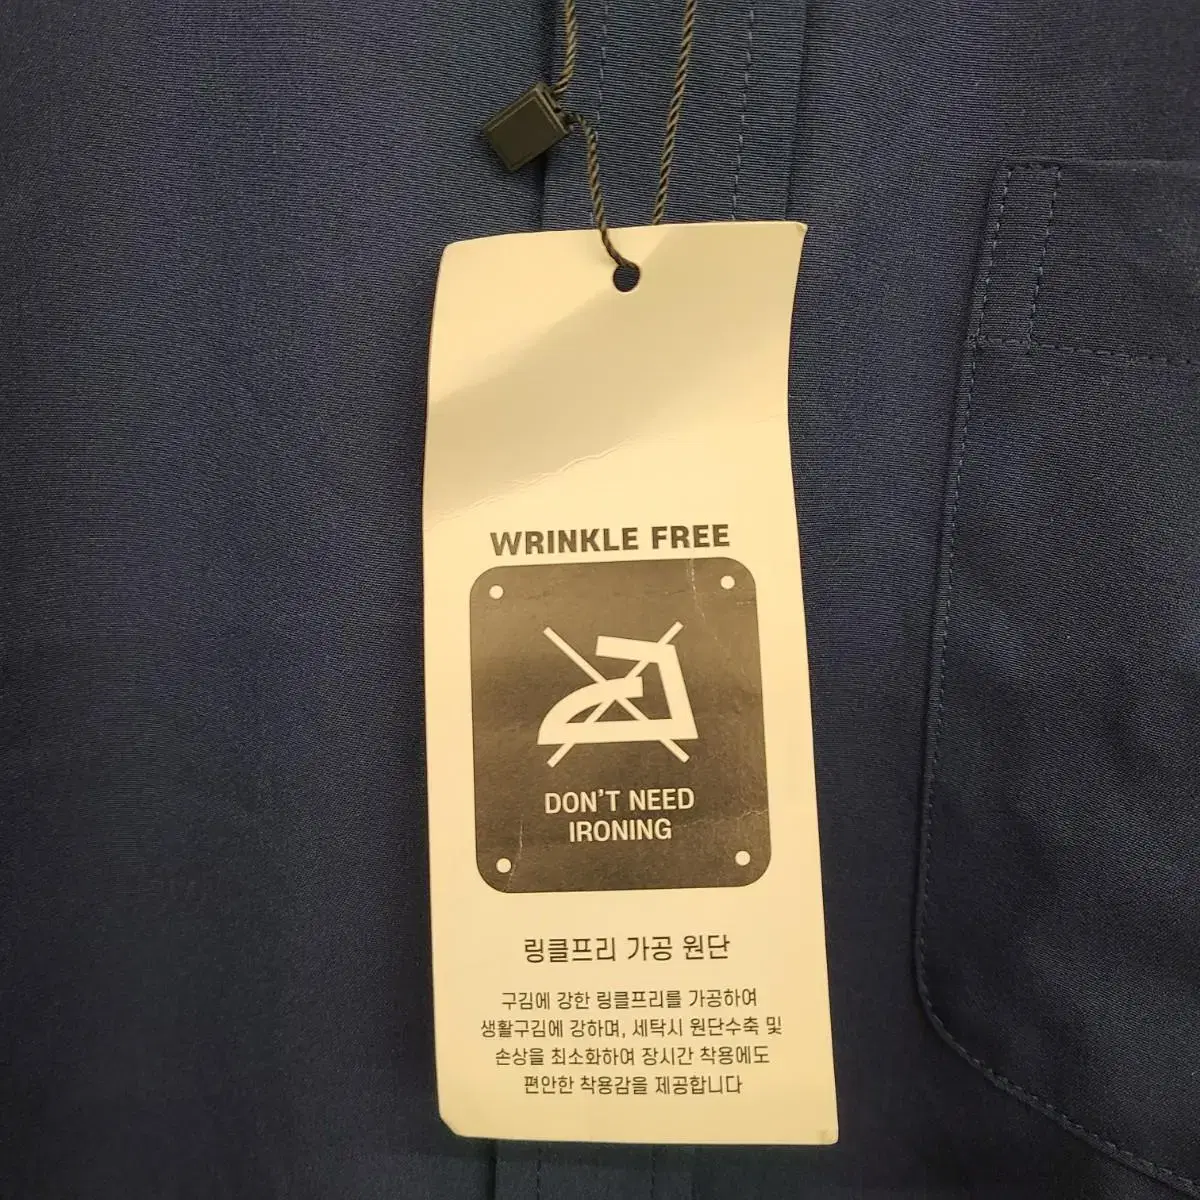 WRINKLE FREE
DON'T NEED
IRONING
링클프리 가공 원단
구김에 강한 링클프리를 가공하여
생활구김에 강하며, 세탁시 원단수축 및
손상을 최소화하여 장시간 착용에도
편안한 착용감을 제공합니다